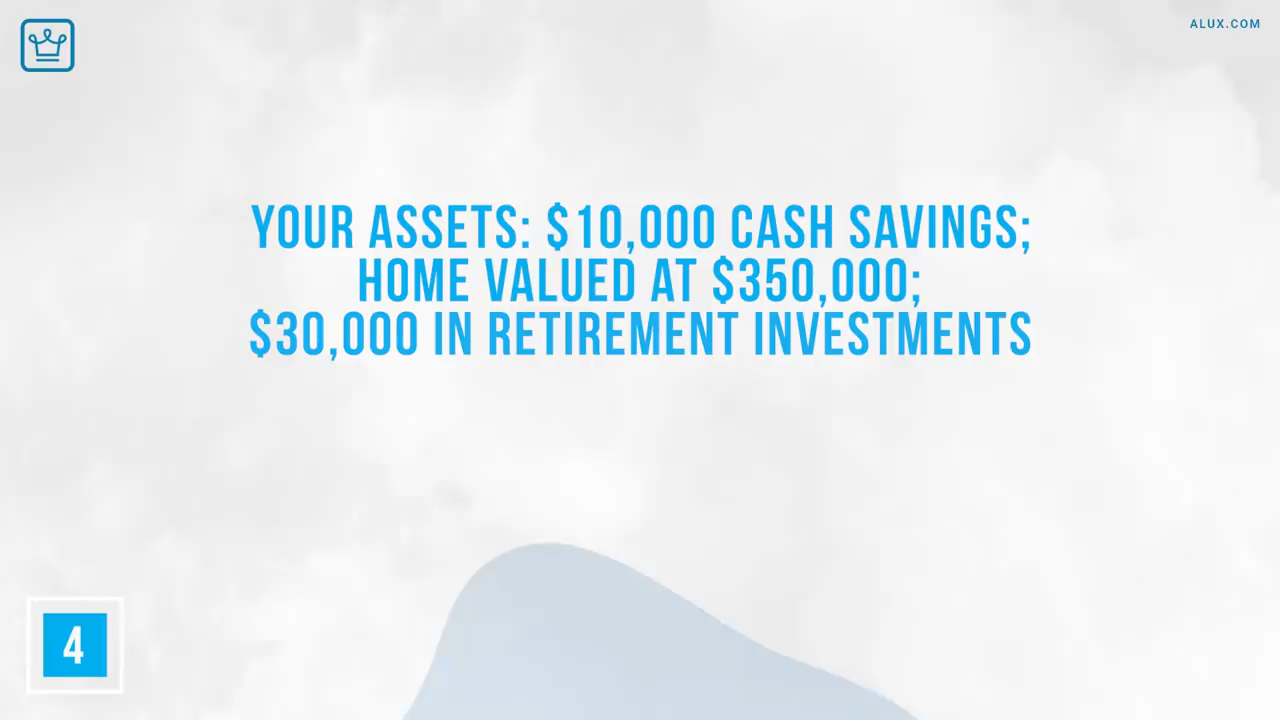 ALUX.COM
YOUR ASSETS: $10,000 CASH SAVINGS;
HOME VALUED AT $350,000;
$30,000 IN RETIREMENT INVESTMENTS
4